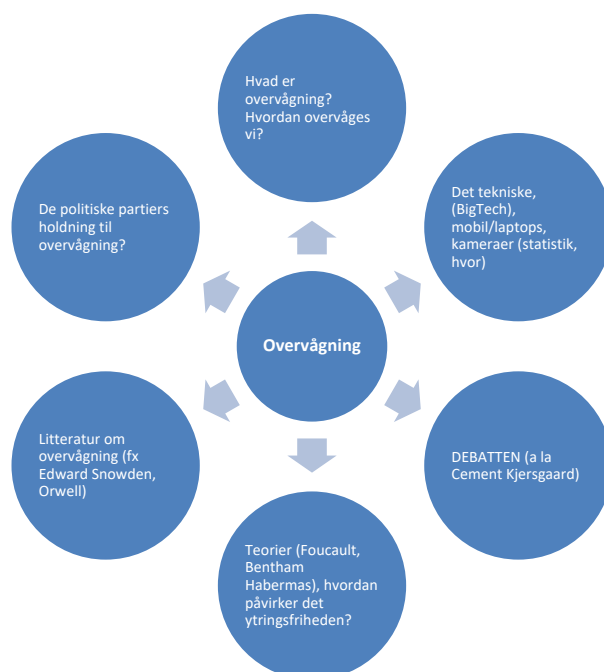 Hvad er
overvågning?
Hvordan overvåges
vi?
De politiske partiers
holdning til
overvågning?
Det tekniske,
(BigTech),
mobil/laptops,
kameraer (statistik,
hvor)
Overvågning
Litteratur om
overvågning (fx
Edward Snowden,
Orwell)
DEBATTEN (a la
Cement Kjersgaard)
Teorier (Foucault,
Bentham
Habermas), hvordan
påvirker det
ytringsfriheden?